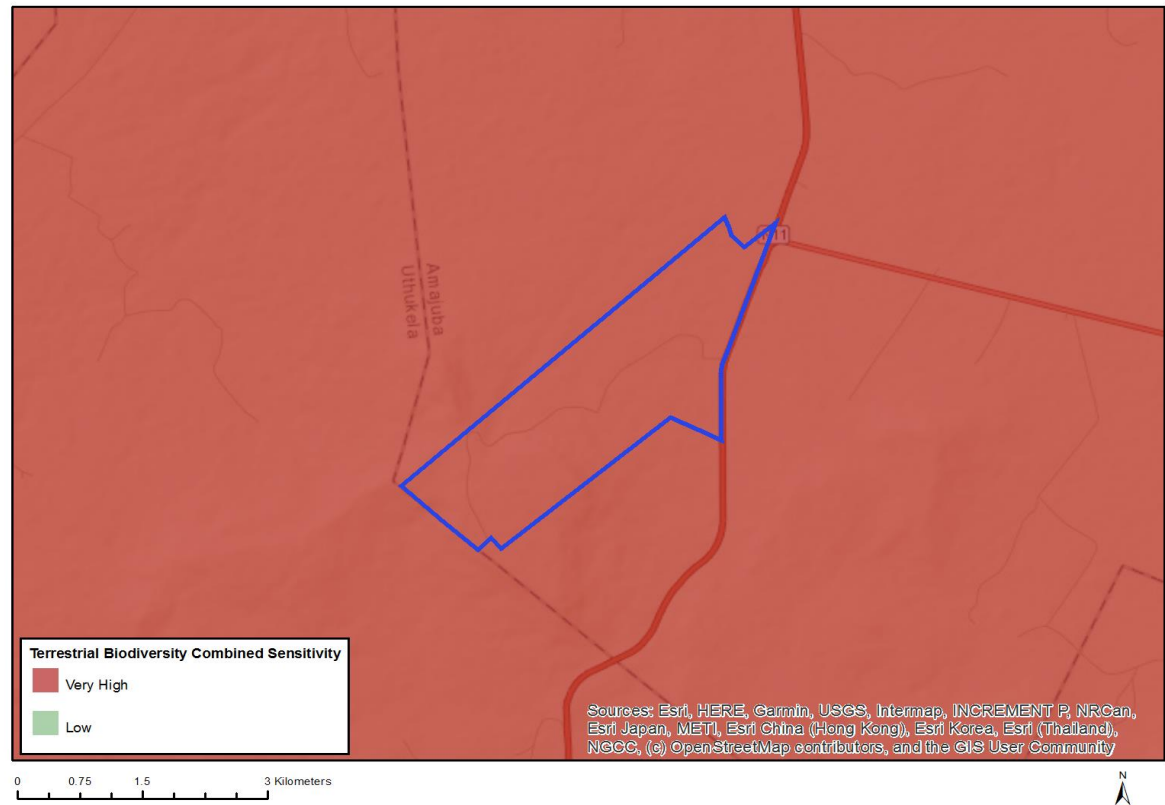 N11
Amajuba
Uthukela
Terrestrial Biodiversity Combined Sensitivity
Very High
Low
Sources: Esri, HERE, Garmin, USGS, Intermap, INCREMENT P, NRCan,
Esri Japan, METI, Esri China (Hong Kong), Esri Korea, Esri (Thailand),
NGCC, (c) OpenStreetMap contributors, and the GIS User Community
0 0.75 1.5 3 Kilometers
N